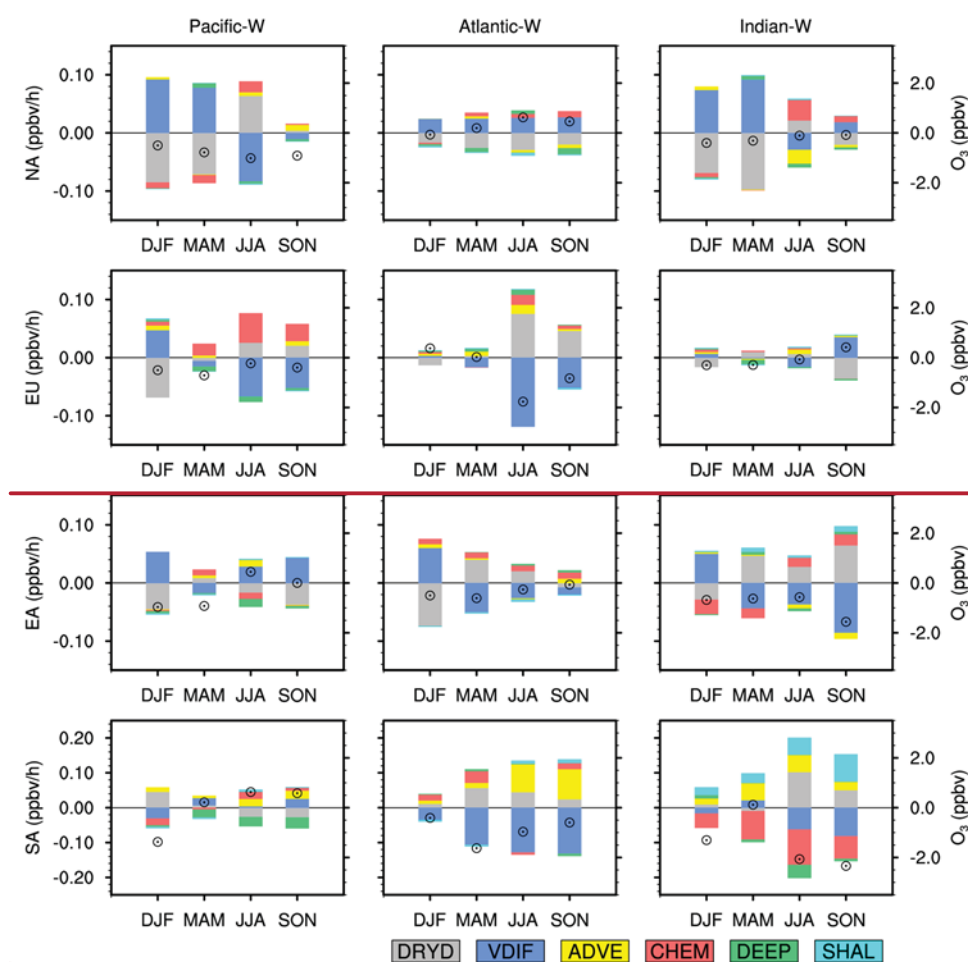 Pacific-W Atlantic-W Indian-W
0.10 2.0
NA (ppbv/h) 0.00 0.0 O3 (ppbv)
-0.10 -2.0
DJF MAM JJA SON DJF MAM JJA SON DJF MAM JJA SON
0.10 2.0
EU (ppbv/h) 0.00 0.0 O3 (ppbv)
-0.10 -2.0
DJF MAM JJA SON DJF MAM JJA SON DJF MAM JJA SON
0.10 2.0
EA (ppbv/h) 0.00 0.0 O3 (ppbv)
-0.10 -2.0
DJF MAM JJA SON DJF MAM JJA SON DJF MAM JJA SON
0.20
0.10 2.0
SA (ppbv/h) 0.00 0.0 O3 (ppbv)
-0.10 -2.0
-0.20
DJF MAM JJA SON DJF MAM JJA SON DJF MAM JJA SON
DRYD VDIF ADVE CHEM DEEP SHAL